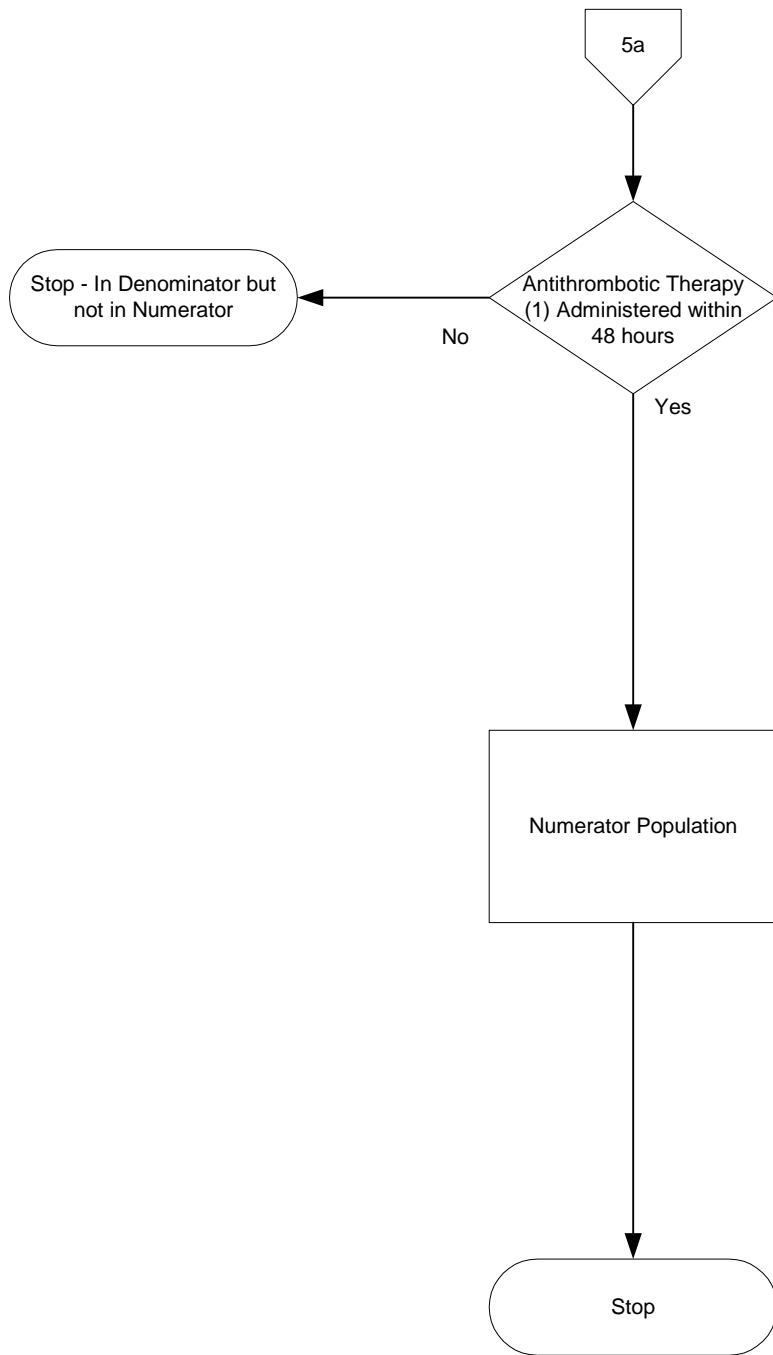 5a
Antithrombotic Therapy
(1) Administered within
48 hours
Stop - In Denominator but
not in Numerator
No
Yes
Numerator Population
Stop